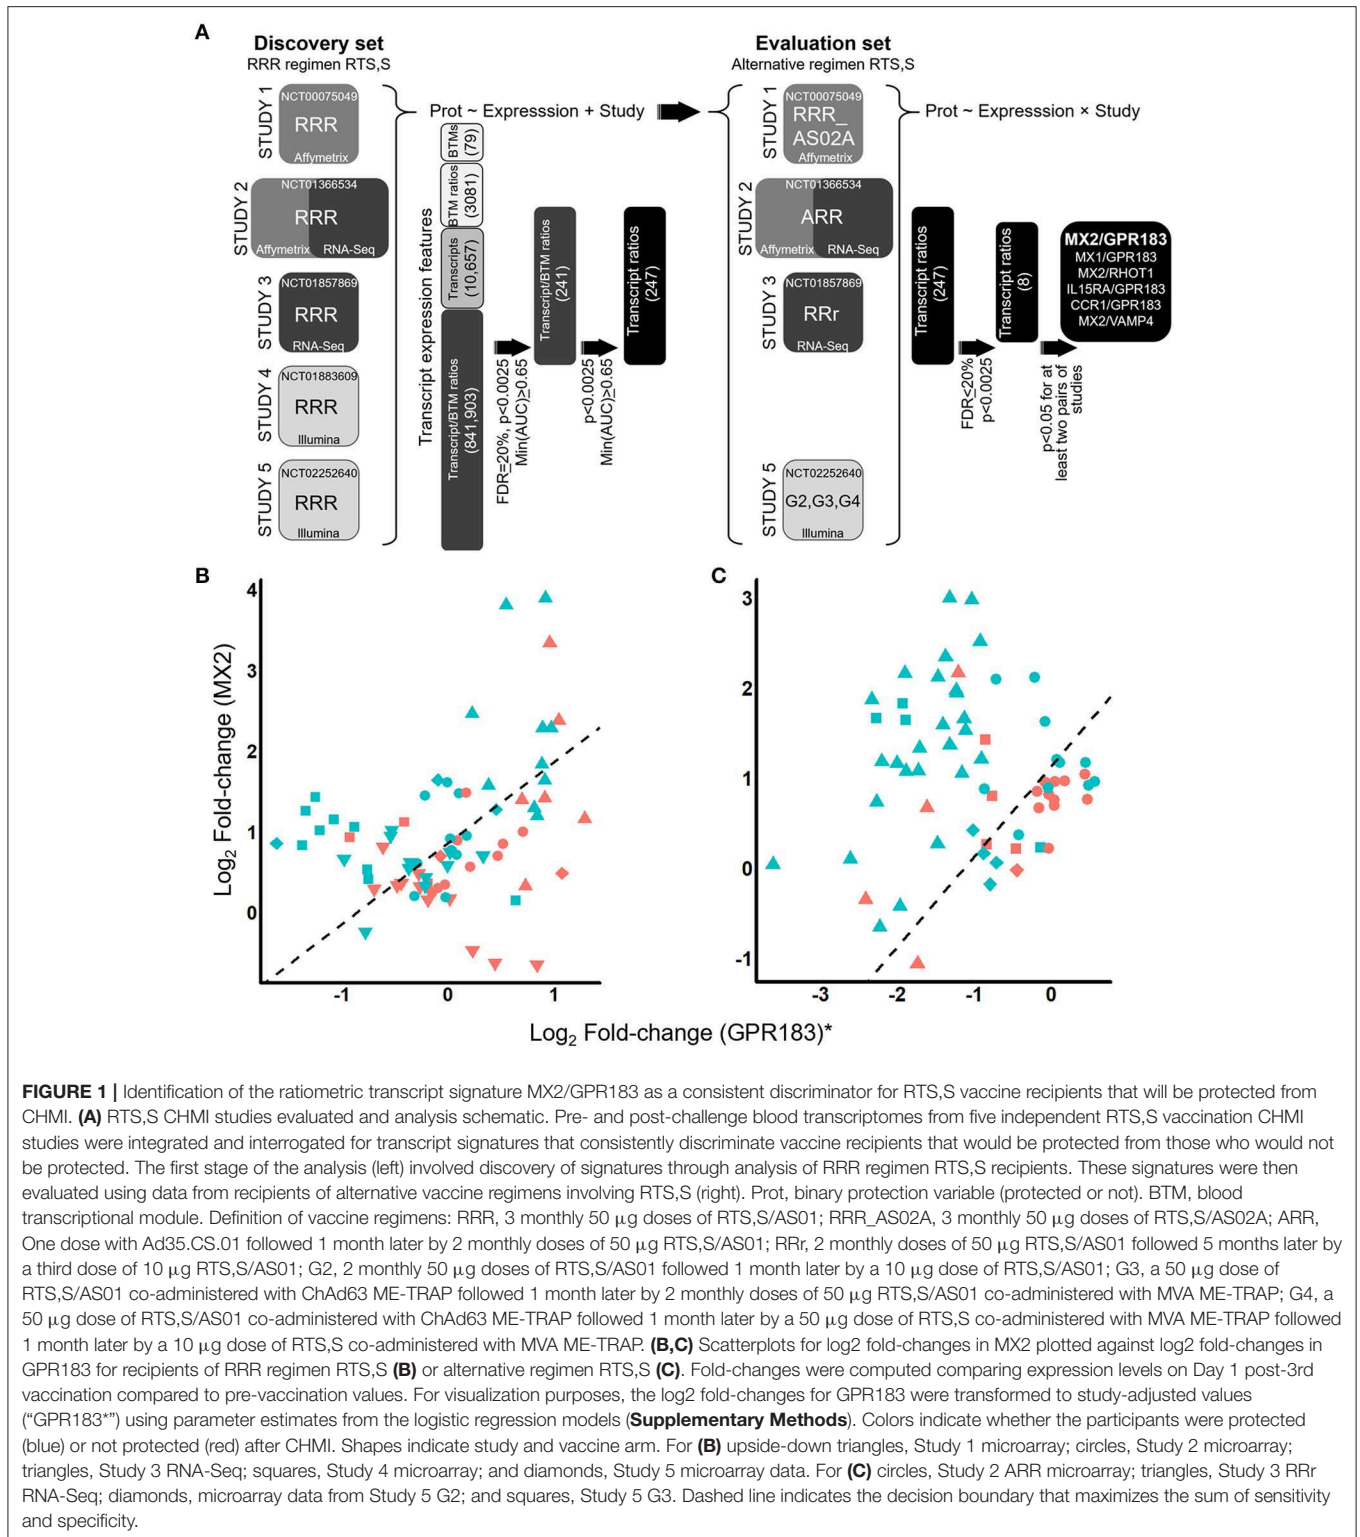 A
Discovery set
RRR regimen RTS,S
Evaluation set
Alternative regimen RTS,S
STUDY 1
NCT00075049
RRR
Affymetrix
STUDY 2
NCT01366534
RRR
Affymetrix
RNA-Seq
STUDY 3
NCT01857869
RRR
RNA-Seq
STUDY 4
NCT01883609
RRR
Illumina
STUDY 5
NCT02252640
RRR
Illumina
Prot ~ Expresssion + Study
Transcript expression features
BTMs
(79)
BTM ratios
(3081)
Transcripts
(10,657)
Transcript/BTM ratios
(841,903)
FDR=20%, p<0.0025
Min(AUC)≥0.65
Transcript/BTM ratios
(241)
p<0.0025
Min(AUC)≥0.65
Transcript ratios
(247)
STUDY 1
NCT00075049
RRR_
AS02A
Affymetrix
STUDY 2
NCT01366534
ARR
Affymetrix
RNA-Seq
STUDY 3
NCT01857869
RRr
RNA-Seq
STUDY 5
NCT02252640
G2,G3,G4
Illumina
Prot ~ Expresssion × Study
Transcript ratios
(247)
FDR≤20%
p<0.0025
Transcript ratios
(8)
p<0.05 for at
least two pairs of
studies
MX2/GPR183
MX1/GPR183
MX2/RHOT1
IL15RA/GPR183
CCR1/GPR183
MX2/VAMP4
B
Log2 Fold-change (MX2)
4
3
2
1
0
-1
0
1
C
3
2
1
0
-1
-3
-2
-1
0
Log2 Fold-change (GPR183)*
FIGURE 1 | Identification of the ratiometric transcript signature MX2/GPR183 as a consistent discriminator for RTS,S vaccine recipients that will be protected from
CHMI. (A) RTS,S CHMI studies evaluated and analysis schematic. Pre- and post-challenge blood transcriptomes from five independent RTS,S vaccination CHMI
studies were integrated and interrogated for transcript signatures that consistently discriminate vaccine recipients that would be protected from those who would not
be protected. The first stage of the analysis (left) involved discovery of signatures through analysis of RRR regimen RTS,S recipients. These signatures were then
evaluated using data from recipients of alternative vaccine regimens involving RTS,S (right). Prot, binary protection variable (protected or not). BTM, blood
transcriptional module. Definition of vaccine regimens: RRR, 3 monthly 50 μg doses of RTS,S/AS01; RRR_AS02A, 3 monthly 50 μg doses of RTS,S/AS02A; ARR,
One dose with Ad35.CS.01 followed 1 month later by 2 monthly doses of 50 μg RTS,S/AS01; RRr, 2 monthly doses of 50 μg RTS,S/AS01 followed 5 months later by
a third dose of 10 μg RTS,S/AS01; G2, 2 monthly 50 μg doses of RTS,S/AS01 followed 1 month later by a 10 μg dose of RTS,S/AS01; G3, a 50 μg dose of
RTS,S/AS01 co-administered with ChAd63 ME-TRAP followed 1 month later by 2 monthly doses of 50 μg RTS,S/AS01 co-administered with MVA ME-TRAP; G4, a
50 μg dose of RTS,S/AS01 co-administered with ChAd63 ME-TRAP followed 1 month later by a 50 μg dose of RTS,S co-administered with MVA ME-TRAP followed
1 month later by a 10 μg dose of RTS,S co-administered with MVA ME-TRAP. (B,C) Scatterplots for log2 fold-changes in MX2 plotted against log2 fold-changes in
GPR183 for recipients of RRR regimen RTS,S (B) or alternative regimen RTS,S (C). Fold-changes were computed comparing expression levels on Day 1 post-3rd
vaccination compared to pre-vaccination values. For visualization purposes, the log2 fold-changes for GPR183 were transformed to study-adjusted values
("GPR183*") using parameter estimates from the logistic regression models (Supplementary Methods). Colors indicate whether the participants were protected
(blue) or not protected (red) after CHMI. Shapes indicate study and vaccine arm. For (B) upside-down triangles, Study 1 microarray; circles, Study 2 microarray;
triangles, Study 3 RNA-Seq; squares, Study 4 microarray; and diamonds, Study 5 microarray data. For (C) circles, Study 2 ARR microarray; triangles, Study 3 RRr
RNA-Seq; diamonds, microarray data from Study 5 G2; and squares, Study 5 G3. Dashed line indicates the decision boundary that maximizes the sum of sensitivity
and specificity.